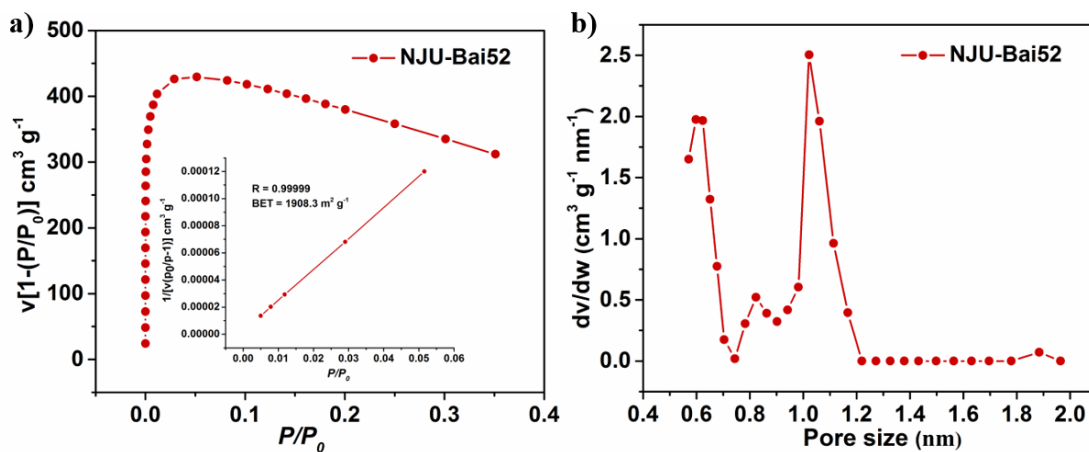 a)
v[1-(P/P0)] cm³ g⁻¹
500
400
300
200
100
0
NJU-Bai52
1/[v(p0/p-1)] cm³ g⁻¹
0.00012
0.00010
0.00008
0.00006
0.00004
0.00002
0.00000
R = 0.99999
BET = 1908.3 m² g⁻¹
0.00 0.01 0.02 0.03 0.04 0.05 0.06
P/P₀
0.0 0.1 0.2 0.3 0.4
P/P₀
b)
dv/dw (cm³ g⁻¹ nm⁻¹)
2.5
2.0
1.5
1.0
0.5
0.0
NJU-Bai52
0.4 0.6 0.8 1.0 1.2 1.4 1.6 1.8 2.0
Pore size (nm)